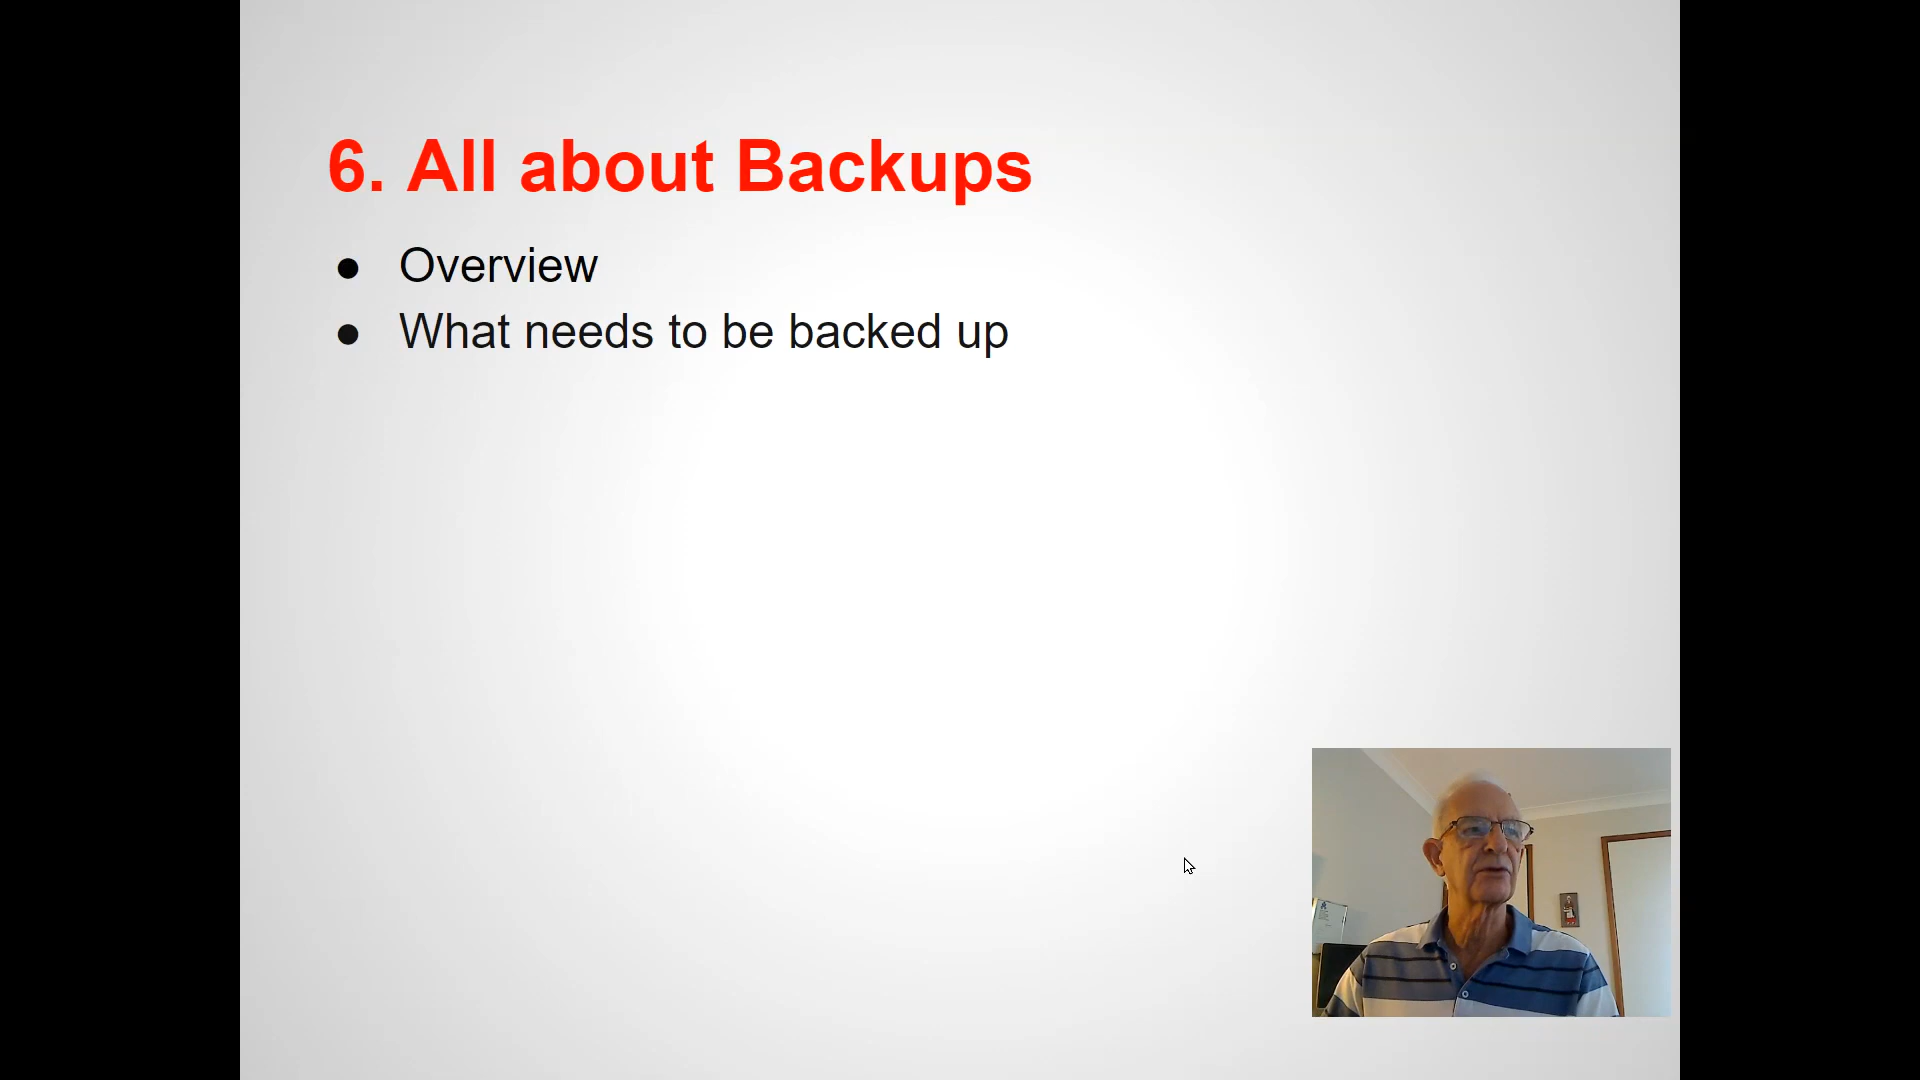 6. All about Backups
● Overview
● What needs to be backed up